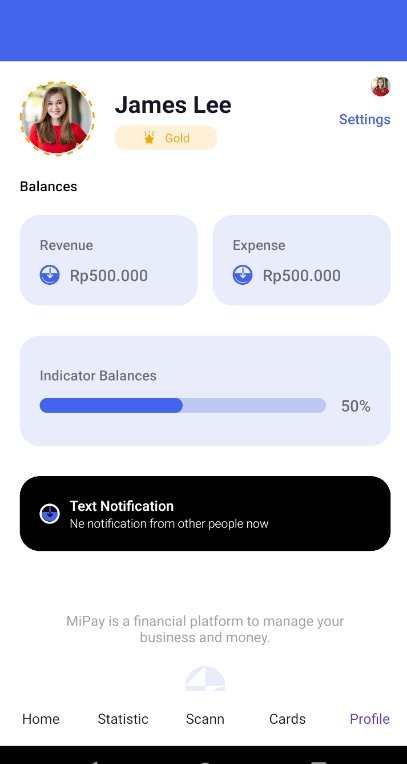 James Lee
Gold
Settings
Balances
Revenue
Expense
Rp500.000
Rp500.000
Indicator Balances
50%
Text Notification
Ne notification from other people now
MiPay is a financial platform to manage your
business and money.
Home
Statistic
Scann
Cards
Profile